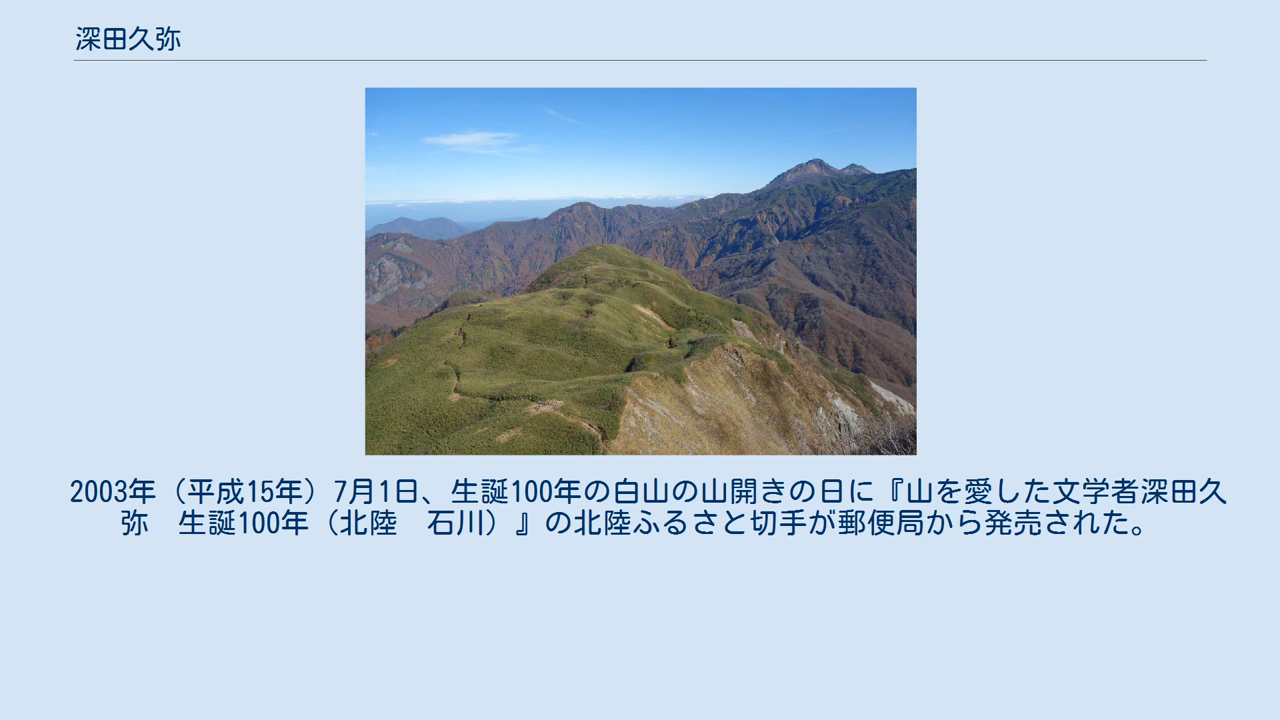 深田久弥
2003年（平成15年）7月1日、生誕100年の白山の山開きの日に『山を愛した文学者深田久
弥　生誕100年（北陸　石川）』の北陸ふるさと切手が郵便局から発売された。